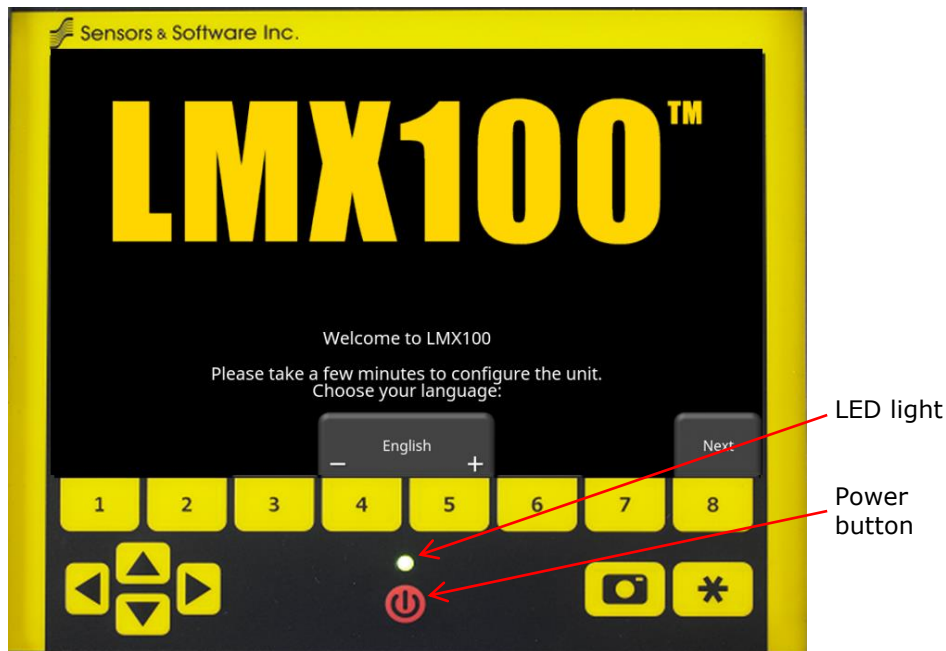 Sensors & Software Inc.
LMX100™
Welcome to LMX100
Please take a few minutes to configure the unit.
Choose your language:
English
− +
Next
1 2 3 4 5 6 7 8
LED light
Power
button